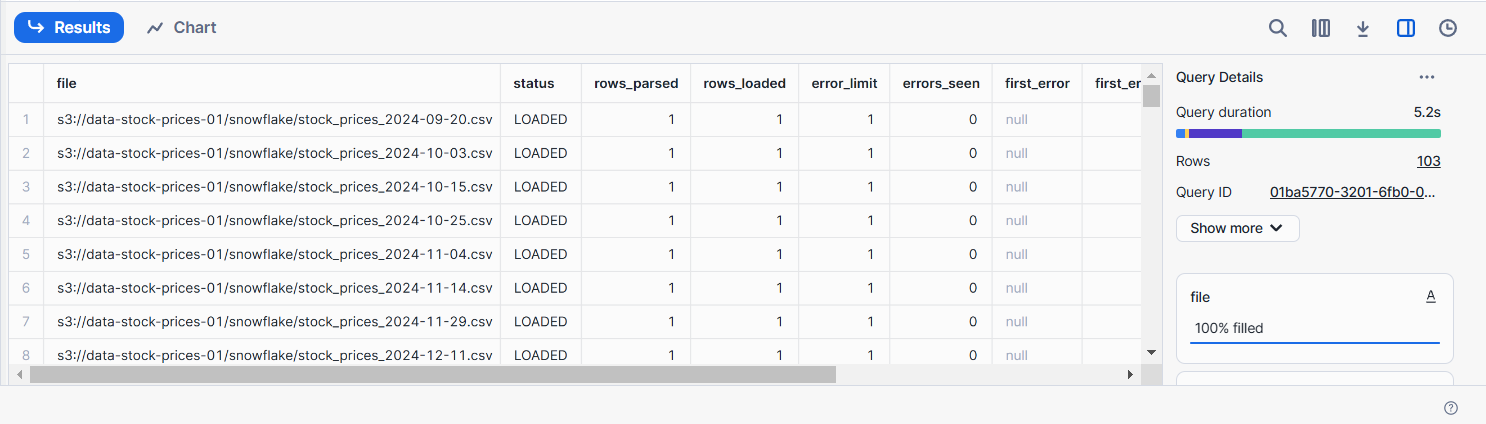 Results Chart
file status rows_parsed rows_loaded error_limit errors_seen first_error first_er
1 s3://data-stock-prices-01/snowflake/stock_prices_2024-09-20.csv LOADED 1 1 1 0 null
2 s3://data-stock-prices-01/snowflake/stock_prices_2024-10-03.csv LOADED 1 1 1 0 null
3 s3://data-stock-prices-01/snowflake/stock_prices_2024-10-15.csv LOADED 1 1 1 0 null
4 s3://data-stock-prices-01/snowflake/stock_prices_2024-10-25.csv LOADED 1 1 1 0 null
5 s3://data-stock-prices-01/snowflake/stock_prices_2024-11-04.csv LOADED 1 1 1 0 null
6 s3://data-stock-prices-01/snowflake/stock_prices_2024-11-14.csv LOADED 1 1 1 0 null
7 s3://data-stock-prices-01/snowflake/stock_prices_2024-11-29.csv LOADED 1 1 1 0 null
8 s3://data-stock-prices-01/snowflake/stock_prices_2024-12-11.csv LOADED 1 1 1 0 null
Query Details ...
Query duration 5.2s
Rows 103
Query ID 01ba5770-3201-6fb0-0...
Show more
file A
100% filled